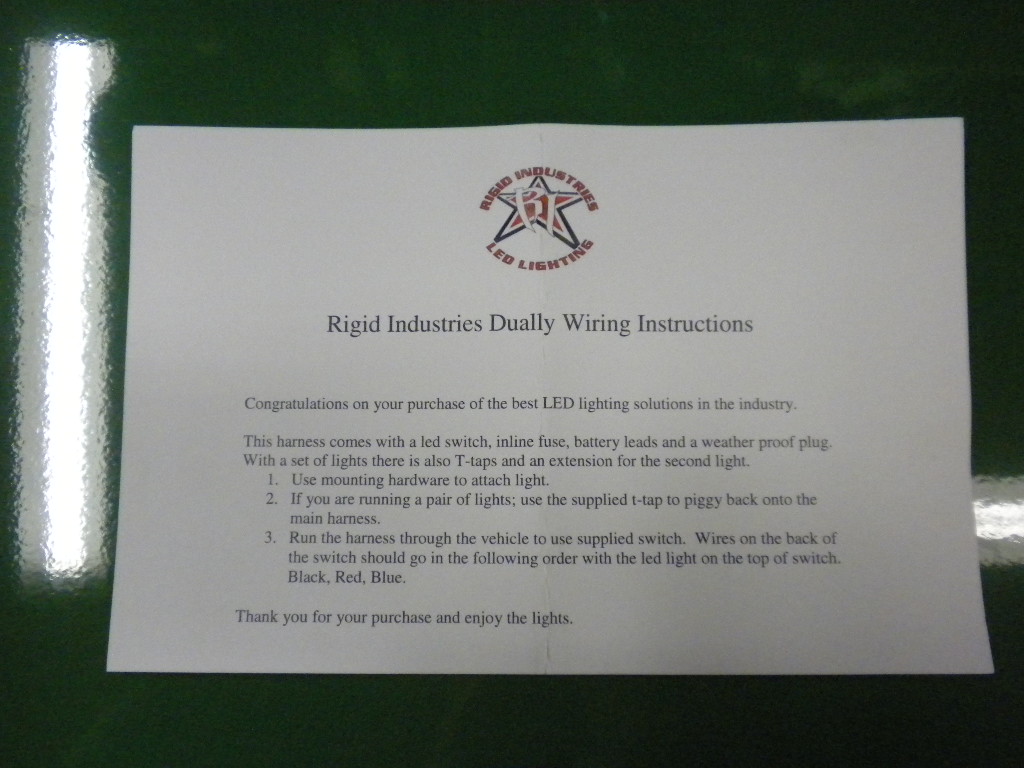 RIGID INDUSTRIES
RI
LED LIGHTING
Rigid Industries Dually Wiring Instructions
Congratulations on your purchase of the best LED lighting solutions in the industry.
This harness comes with a led switch, inline fuse, battery leads and a weather proof plug.
With a set of lights there is also T-taps and an extension for the second light.
1. Use mounting hardware to attach light.
2. If you are running a pair of lights; use the supplied t-tap to piggy back onto the
main harness.
3. Run the harness through the vehicle to use supplied switch. Wires on the back of
the switch should go in the following order with the led light on the top of switch.
Black, Red, Blue.
Thank you for your purchase and enjoy the lights.